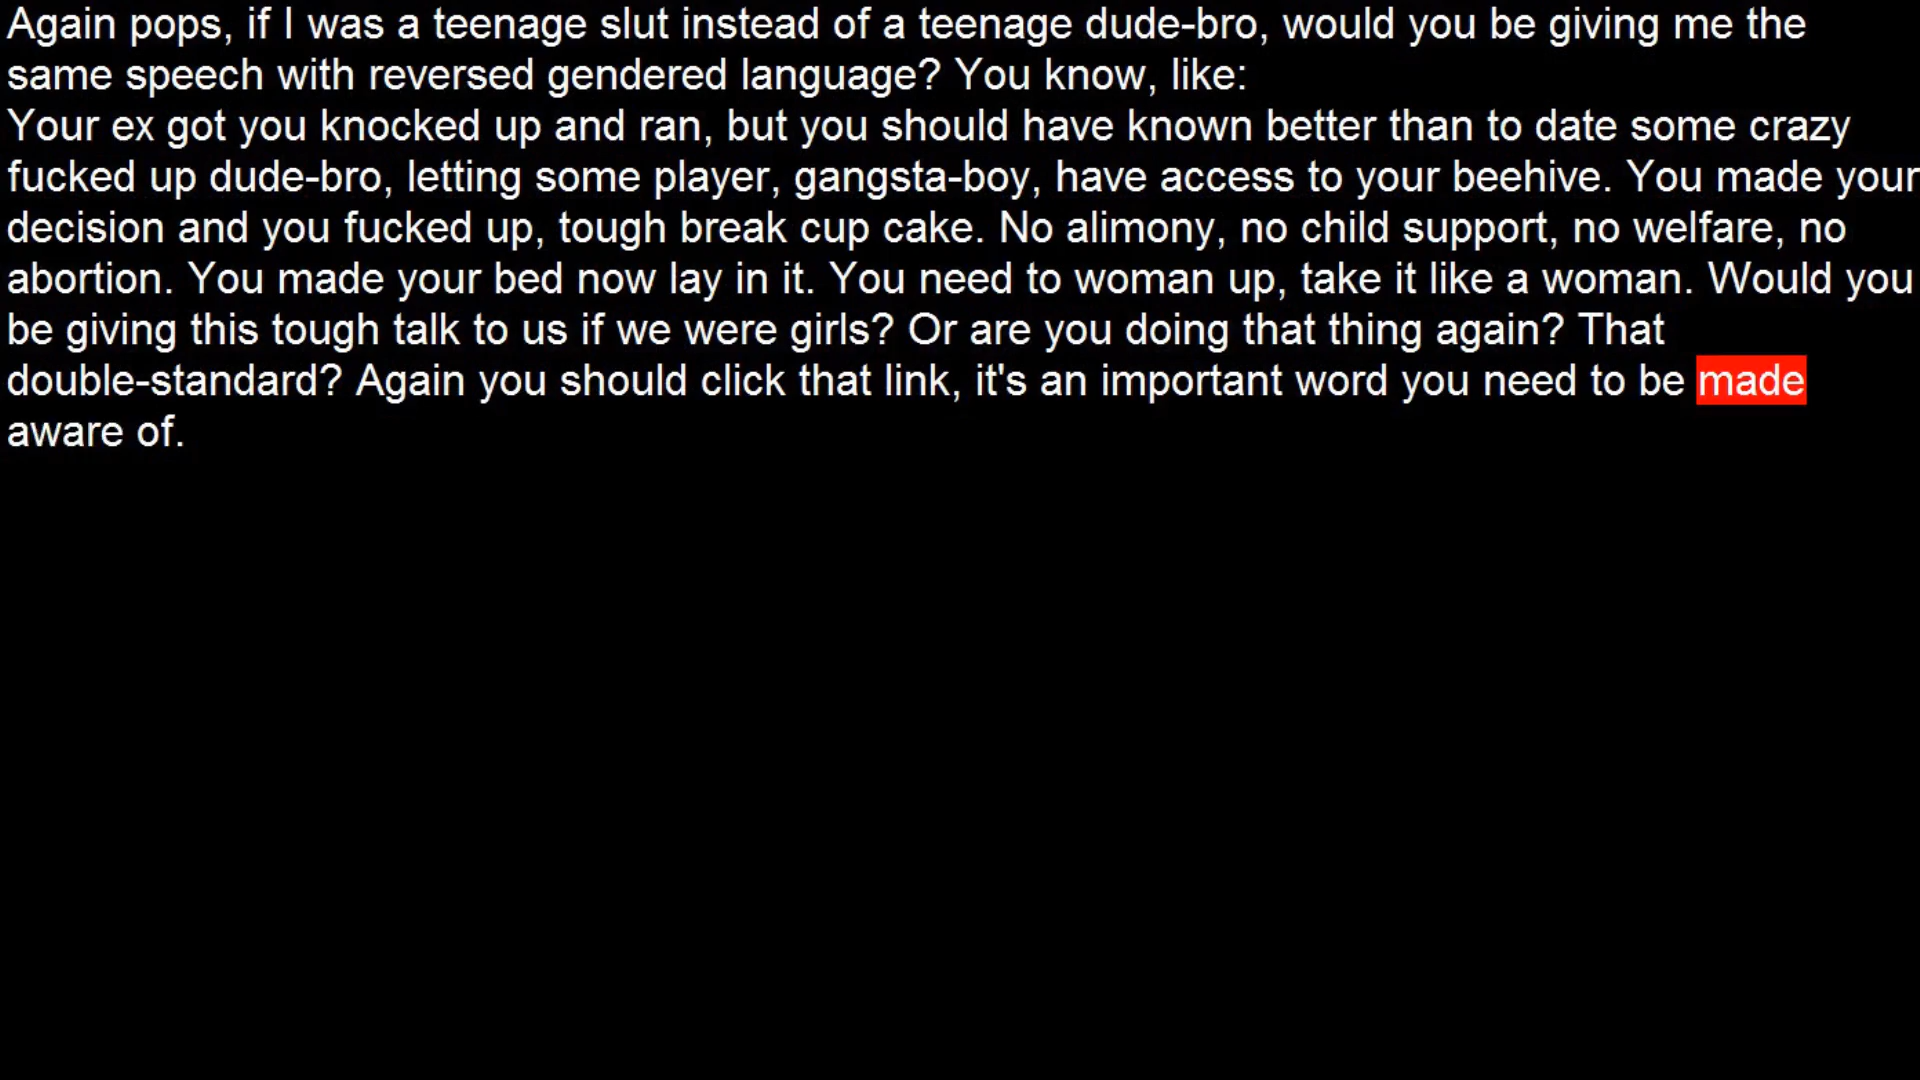 Again pops, if I was a teenage slut instead of a teenage dude-bro, would you be giving me the
same speech with reversed gendered language? You know, like:
Your ex got you knocked up and ran, but you should have known better than to date some crazy
fucked up dude-bro, letting some player, gangsta-boy, have access to your beehive. You made your
decision and you fucked up, tough break cup cake. No alimony, no child support, no welfare, no
abortion. You made your bed now lay in it. You need to woman up, take it like a woman. Would you
be giving this tough talk to us if we were girls? Or are you doing that thing again? That
double-standard? Again you should click that link, it's an important word you need to be made
aware of.